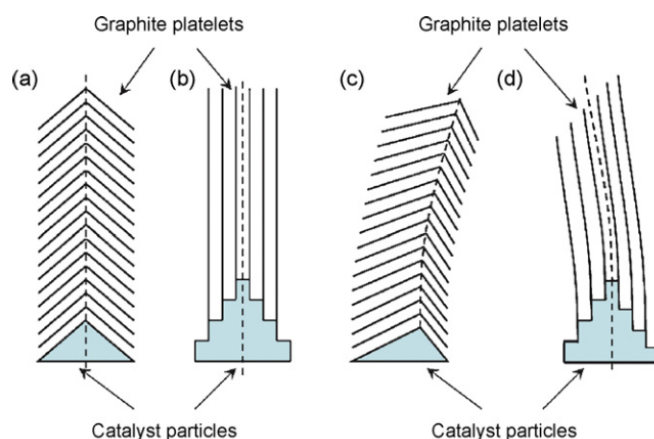 Graphite platelets
Graphite platelets
(a)
(b)
(c)
(d)
Catalyst particles
Catalyst particles